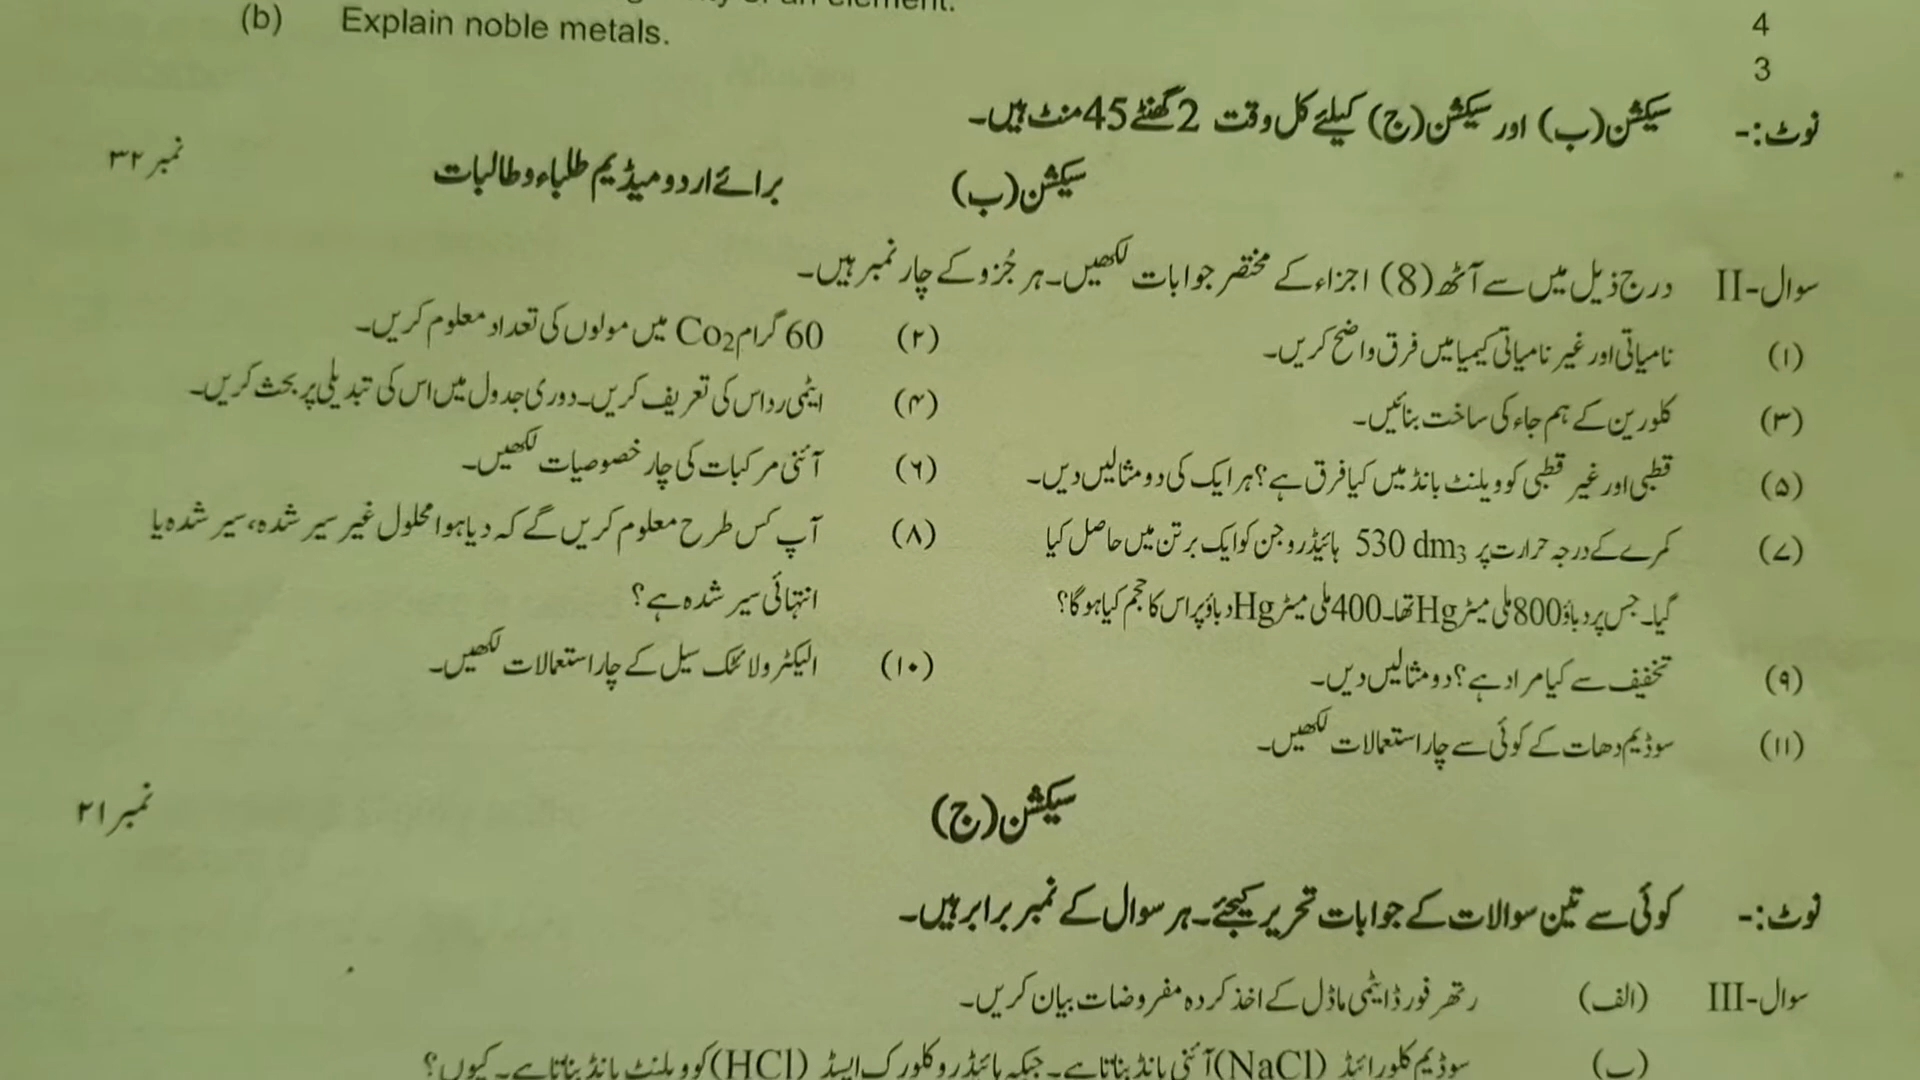 an element.
(b) Explain noble metals.
4
3
نوٹ:- سیکشن(ب) اور سیکشن(ج) کیلئے کل وقت 2 گھنٹے 45 منٹ ہیں۔
سیکشن(ب) برائے اردو میڈیم طلباء و طالبات نمبر ۳۲
سوال-II درج ذیل میں سے آٹھ (8) اجزاء کے مختصر جوابات لکھیں۔ ہر جُزو کے چار نمبر ہیں۔
(۱) نامیاتی اور غیر نامیاتی کیمیا میں فرق واضح کریں۔ (۲) 60 گرام Co2 میں مولوں کی تعداد معلوم کریں۔
(۳) کلورین کے ہم جاء کی ساخت بنائیں۔ (۴) ایٹمی رداس کی تعریف کریں۔ دوری جدول میں اس کی تبدیلی پر بحث کریں۔
(۵) قطبی اور غیر قطبی کوویلنٹ بانڈ میں کیا فرق ہے؟ ہر ایک کی دو مثالیں دیں۔ (۶) آئنی مرکبات کی چار خصوصیات لکھیں۔
(۷) کمرے کے درجہ حرارت پر 530 dm3 ہائیڈروجن کو ایک برتن میں حاصل کیا (۸) آپ کس طرح معلوم کریں گے کہ دیا ہوا محلول غیر سیر شدہ، سیر شدہ یا
گیا۔ جس پر دباؤ 800 ملی میٹر Hg تھا۔ 400 ملی میٹر Hg دباؤ پر اس کا حجم کیا ہوگا؟ انتہائی سیر شدہ ہے؟
(۹) تخفیف سے کیا مراد ہے؟ دو مثالیں دیں۔ (۱۰) الیکٹرولائٹک سیل کے چار استعمالات لکھیں۔
(۱۱) سوڈیم دھات کے کوئی سے چار استعمالات لکھیں۔
سیکشن(ج) نمبر ۲۱
نوٹ:- کوئی سے تین سوالات کے جوابات تحریر کیجئے۔ ہر سوال کے نمبر برابر ہیں۔
سوال-III (الف) رتھر فورڈ ایٹمی ماڈل کے اخذ کردہ مفروضات بیان کریں۔
(ب) سوڈیم کلورائڈ (NaCl) آئنی بانڈ بناتا ہے۔ جبکہ ہائیڈروکلورک ایسڈ (HCl) کوویلنٹ بانڈ بناتا ہے۔ کیوں؟